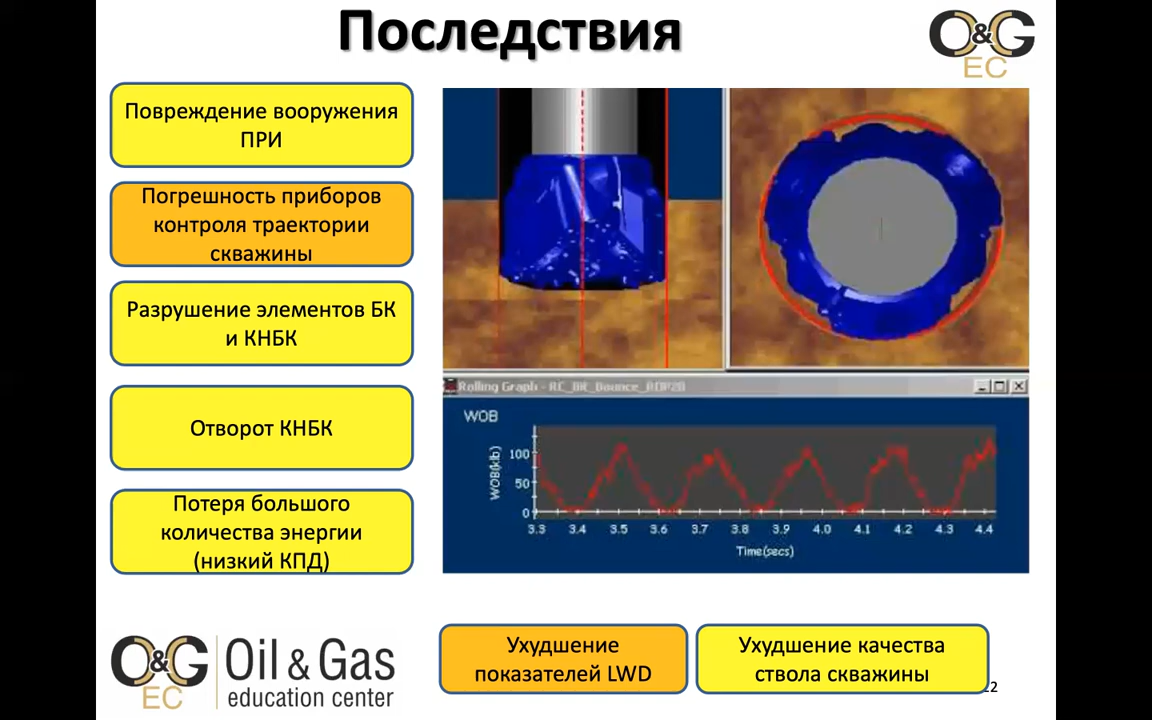 Последствия
O&G
EC
Повреждение вооружения
ПРИ
Погрешность приборов
контроля траектории
скважины
Разрушение элементов БК
и КНБК
Отворот КНБК
Потеря большого
количества энергии
(низкий КПД)
Rolling Graph - RC_Bit_Bounce_
WOB
WOB(klb)
100
50
0
3.3 3.4 3.5 3.6 3.7 3.8 3.9 4.0 4.1 4.2 4.3 4.4
Time(secs)
O&G
EC
Oil & Gas
education center
Ухудшение
показателей LWD
Ухудшение качества
ствола скважины